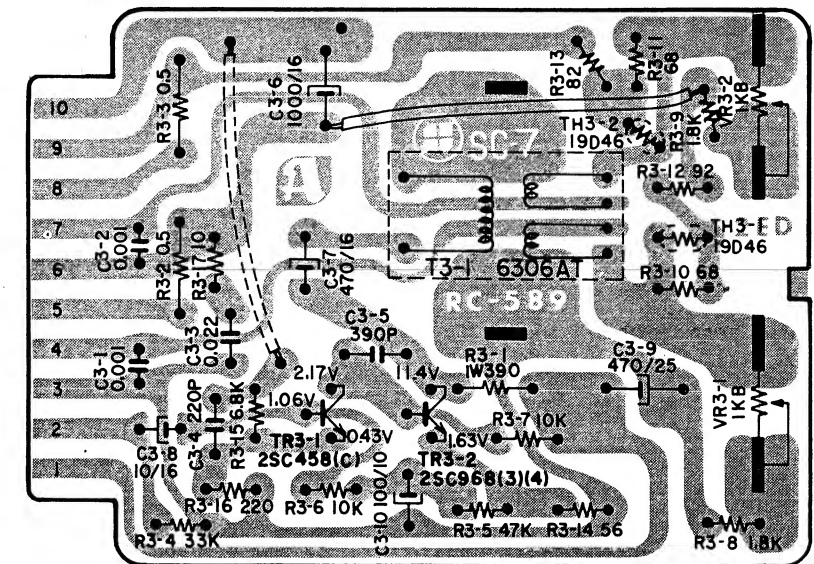 10
9
8
7
6
5
4
3
2
1
R3-3 0.5
C3-6
1000/16
R3-13
82
R3-11
68
VR3-2
1KB
R3-9
1.8K
TH3-2
19D46
A
SC-7
R3-12 92
TH3-1
19D46
ED
R3-10 68
T3-1 6306AT
RC-589
C3-2
0.001
R3-2 0.5
R3-17 10
C3-7
470/16
C3-5
390P
C3-3
0.022
C3-1
0.001
2.17V
11.4V
R3-1
1W390
C3-9
470/25
VR3-1
1KB
1.06V
C3-4 220P
R3-15 6.8K
0.43V
1.63V
R3-7 10K
C3-8
10/16
TR3-1
2SC458(C)
TR3-2
2SC968(3)(4)
C3-10 100/10
R3-16 220
R3-6 10K
R3-4 33K
R3-5 47K
R3-14 56
R3-8 1.8K